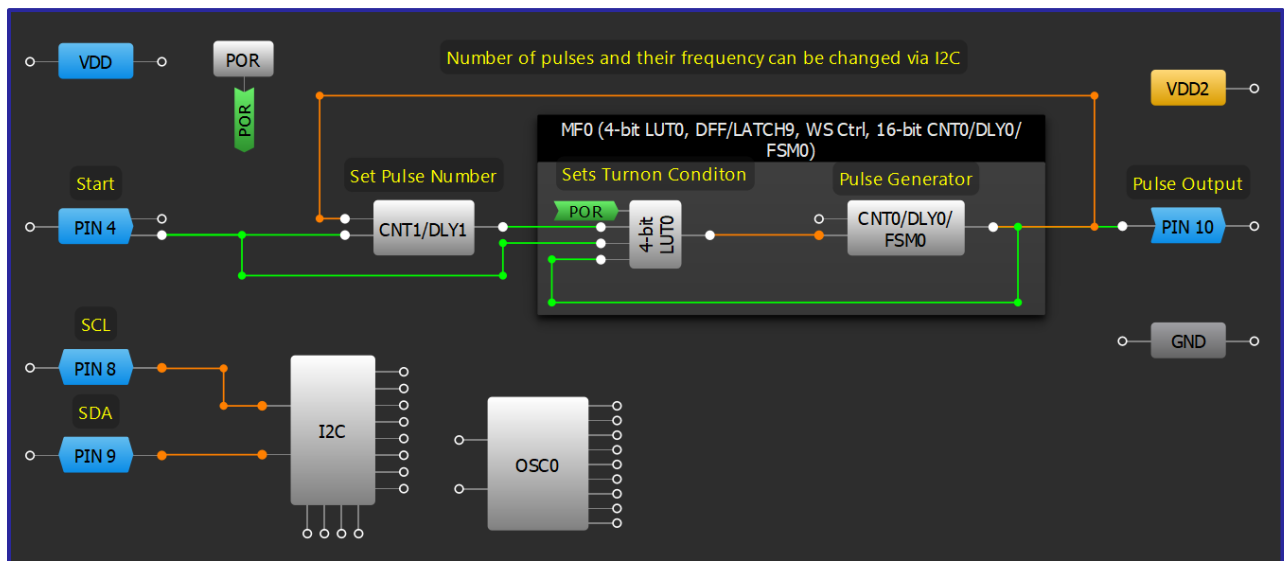 VDD
POR
POR
Number of pulses and their frequency can be changed via I2C
VDD2
MF0 (4-bit LUT0, DFF/LATCH9, WS Ctrl, 16-bit CNT0/DLY0/
FSM0)
Start
Set Pulse Number
Sets Turnon Conditon
Pulse Generator
Pulse Output
PIN 4
CNT1/DLY1
POR
4-bit
LUT0
CNT0/DLY0/
FSM0
PIN 10
SCL
PIN 8
GND
SDA
PIN 9
I2C
OSC0